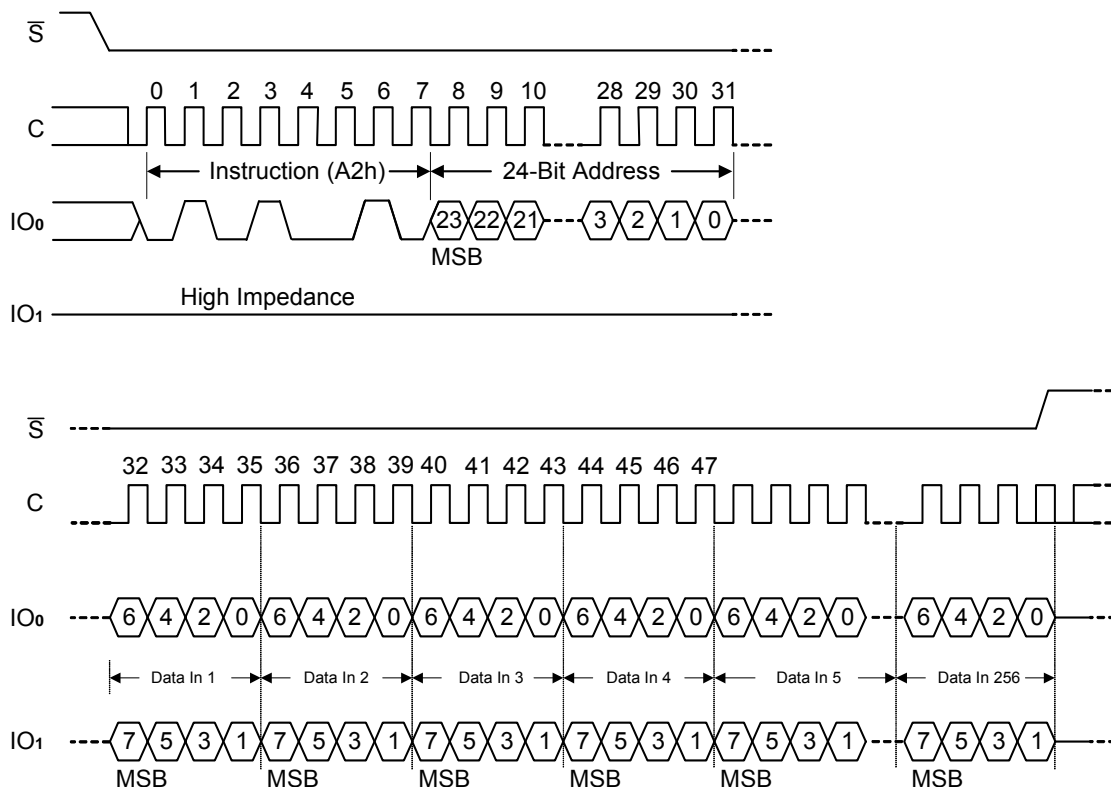 S
0 1 2 3 4 5 6 7 8 9 10 28 29 30 31
C
Instruction (A2h) 24-Bit Address
IO0 23 22 21 3 2 1 0
MSB
High Impedance
IO1
S
32 33 34 35 36 37 38 39 40 41 42 43 44 45 46 47
C
IO0 6 4 2 0 6 4 2 0 6 4 2 0 6 4 2 0 6 4 2 0 6 4 2 0
Data In 1 Data In 2 Data In 3 Data In 4 Data In 5 Data In 256
IO1 7 5 3 1 7 5 3 1 7 5 3 1 7 5 3 1 7 5 3 1 7 5 3 1
MSB MSB MSB MSB MSB MSB